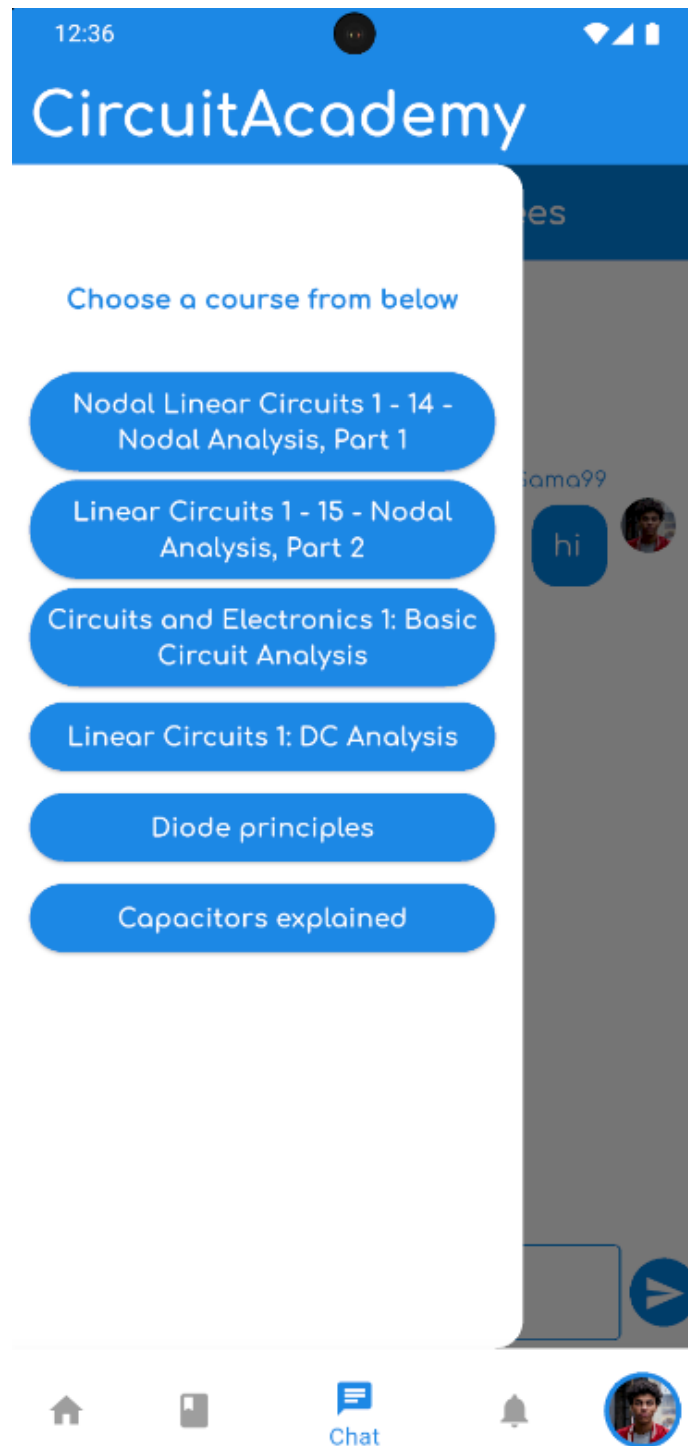 12:36
CircuitAcademy
Choose a course from below
Nodal Linear Circuits 1 - 14 -
Nodal Analysis, Part 1
Linear Circuits 1 - 15 - Nodal
Analysis, Part 2
Circuits and Electronics 1: Basic
Circuit Analysis
Linear Circuits 1: DC Analysis
Diode principles
Capacitors explained
hi
Chat